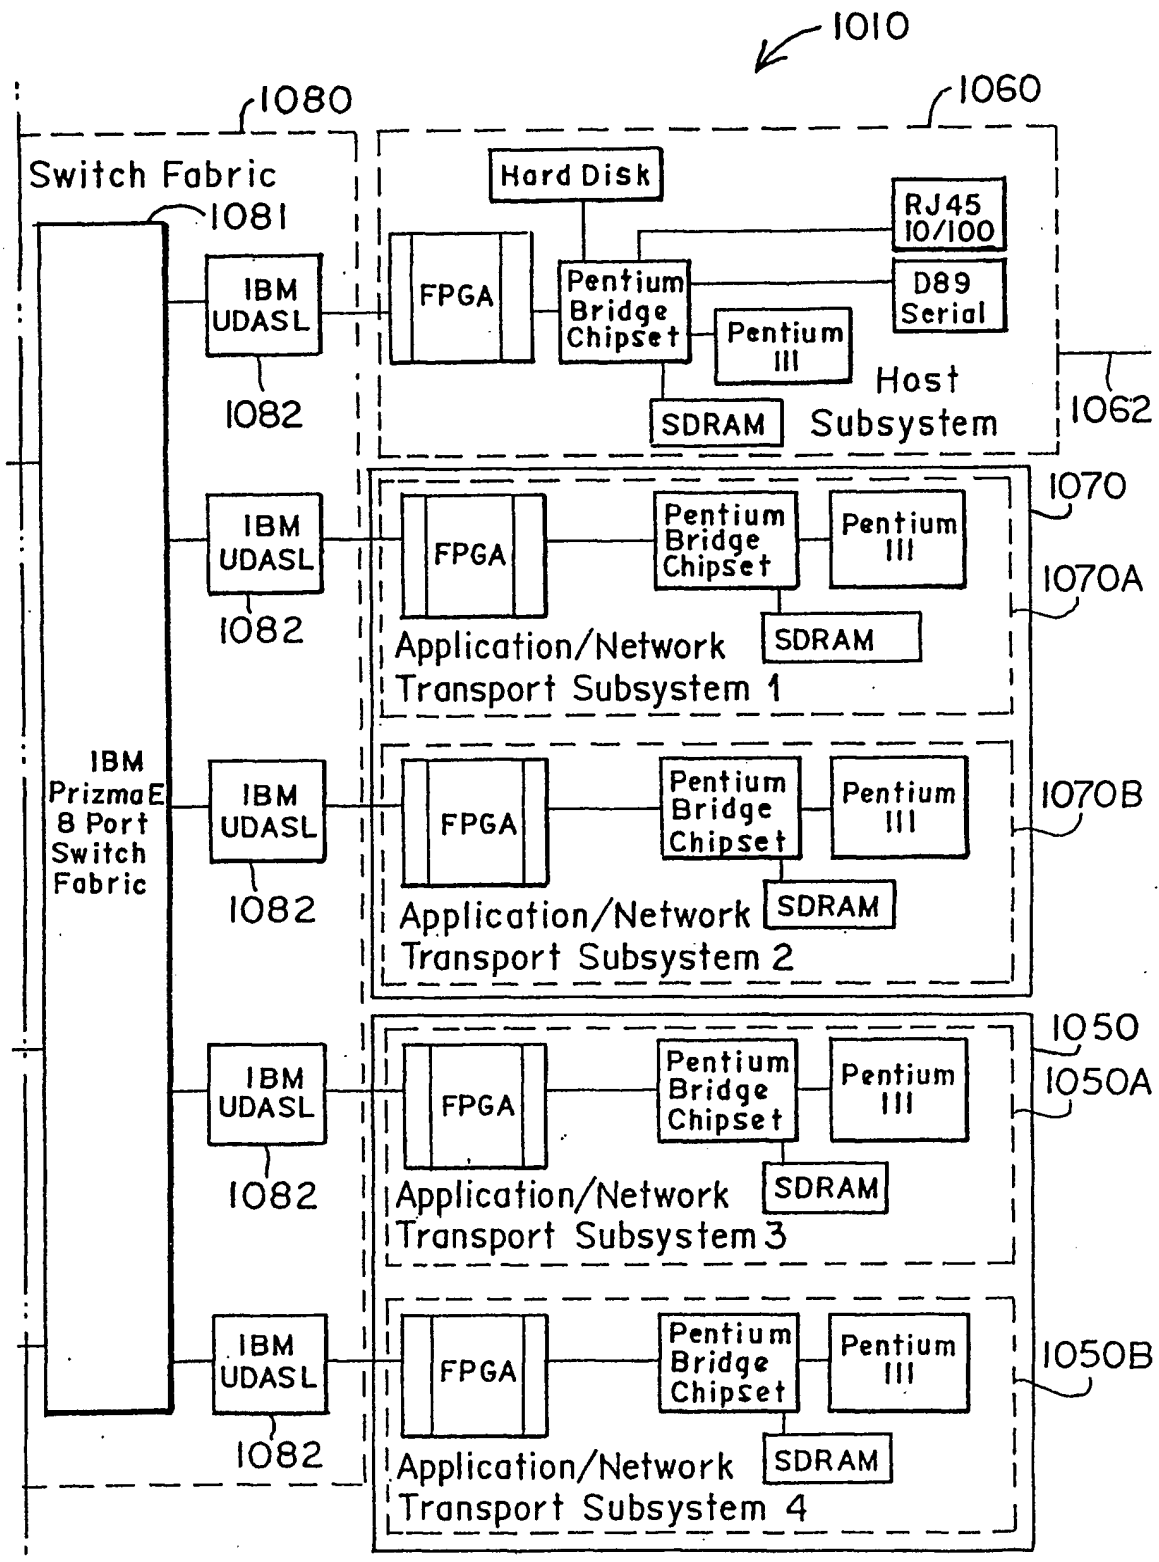 1010
1080
1060
Switch Fabric
1081
Hard Disk
RJ45
10/100
IBM
UDASL
FPGA
Pentium
Bridge
Chipset
D89
Serial
Pentium
III
1082
SDRAM
Host
Subsystem
1062
1070
IBM
UDASL
FPGA
Pentium
Bridge
Chipset
Pentium
III
1070A
1082
SDRAM
Application/Network
Transport Subsystem 1
IBM
PrizmaE
8 Port
Switch
Fabric
IBM
UDASL
FPGA
Pentium
Bridge
Chipset
Pentium
III
1070B
1082
SDRAM
Application/Network
Transport Subsystem 2
1050
IBM
UDASL
FPGA
Pentium
Bridge
Chipset
Pentium
III
1050A
1082
SDRAM
Application/Network
Transport Subsystem 3
IBM
UDASL
FPGA
Pentium
Bridge
Chipset
Pentium
III
1050B
1082
SDRAM
Application/Network
Transport Subsystem 4